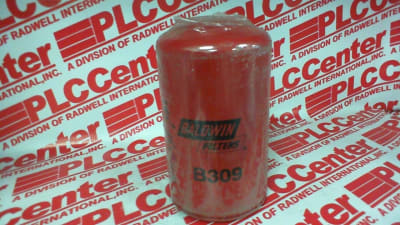 PLCCenter
A DIVISION OF RADWELL INTERNATIONAL, INC.
BALDWIN
FILTERS
B309